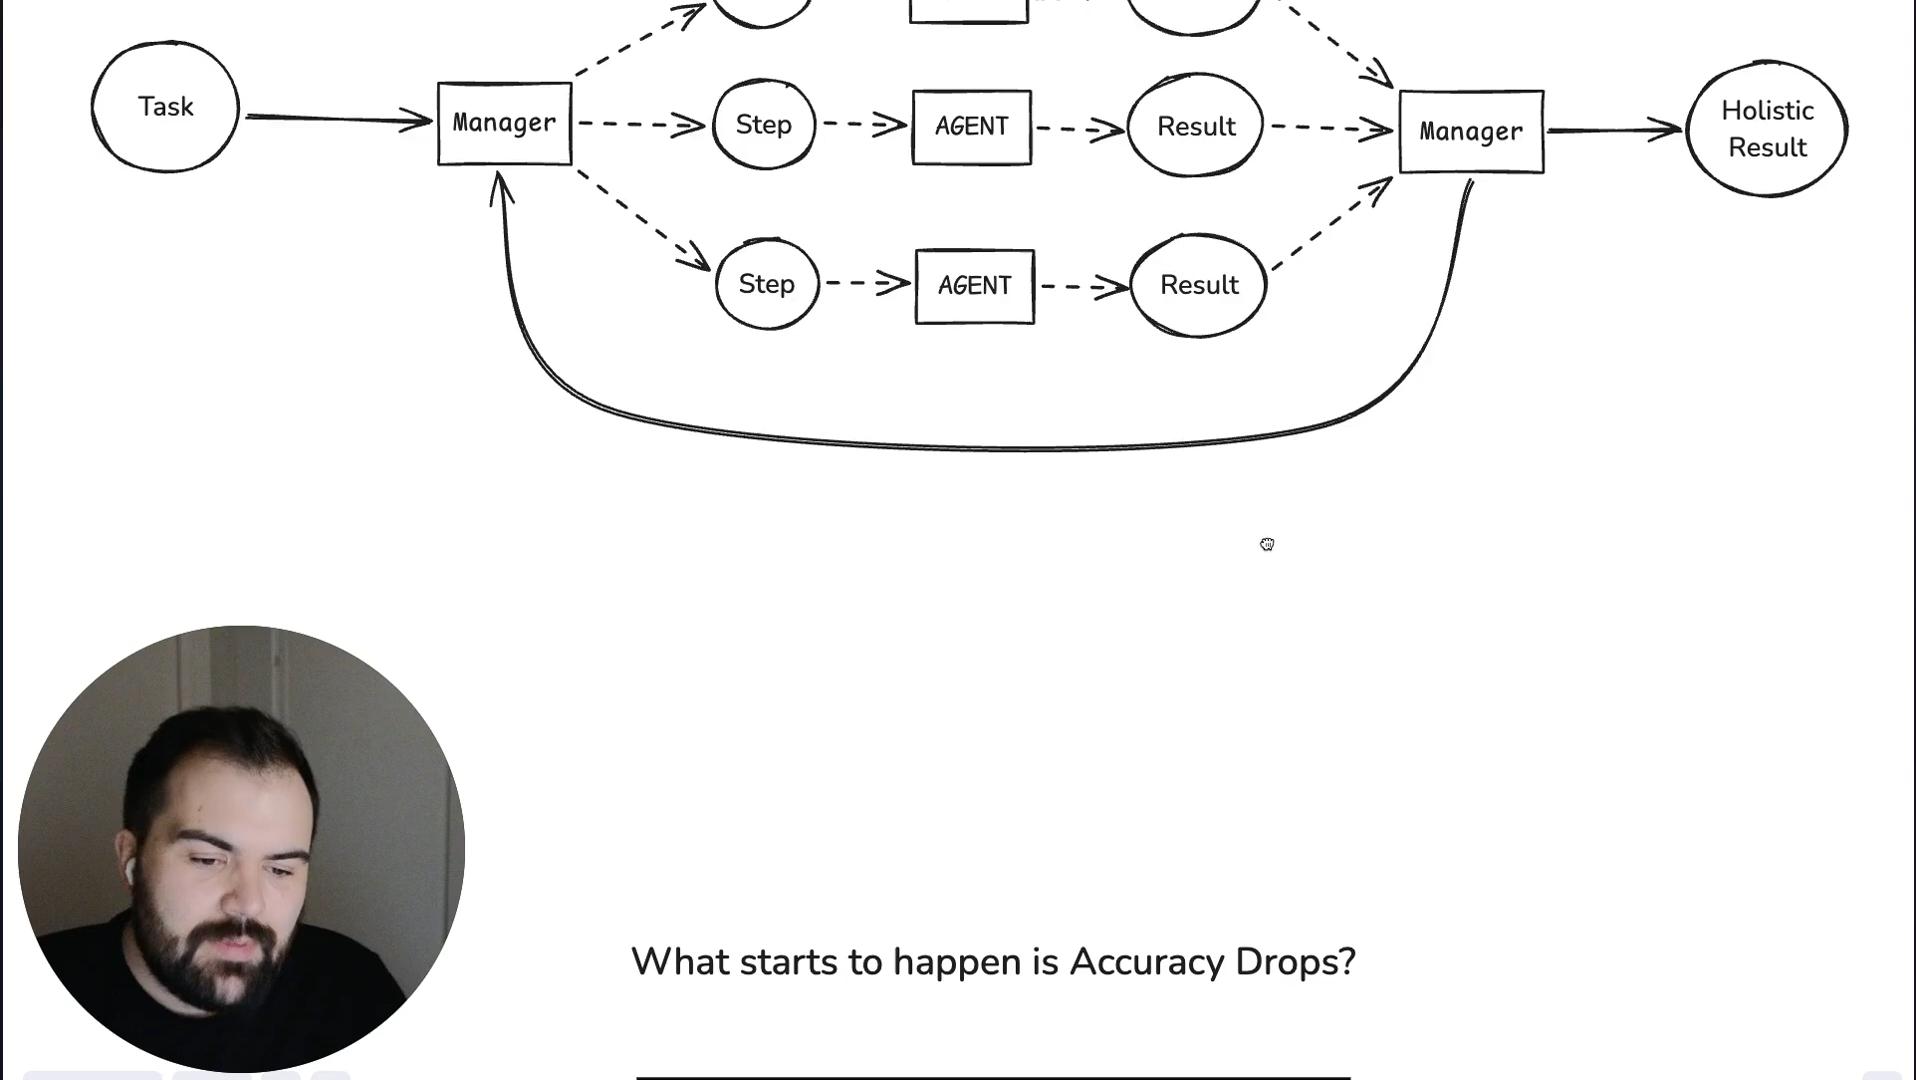 Task
Manager
Step
AGENT
Result
Manager
Holistic
Result
Step
AGENT
Result
What starts to happen is Accuracy Drops?